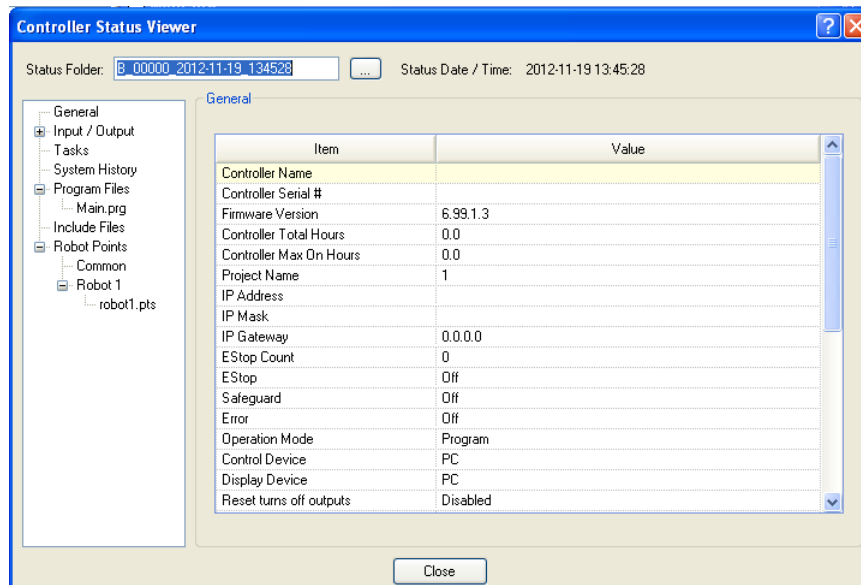 Controller Status Viewer
Status Folder: B_00000_2012-11-19_134528 ... Status Date / Time: 2012-11-19 13:45:28
General
Input / Output
Tasks
System History
Program Files
Main.prg
Include Files
Robot Points
Common
Robot 1
robot1.pts
General
Item Value
Controller Name
Controller Serial #
Firmware Version 6.99.1.3
Controller Total Hours 0.0
Controller Max On Hours 0.0
Project Name 1
IP Address
IP Mask
IP Gateway 0.0.0.0
EStop Count 0
EStop Off
Safeguard Off
Error Off
Operation Mode Program
Control Device PC
Display Device PC
Reset turns off outputs Disabled
Close